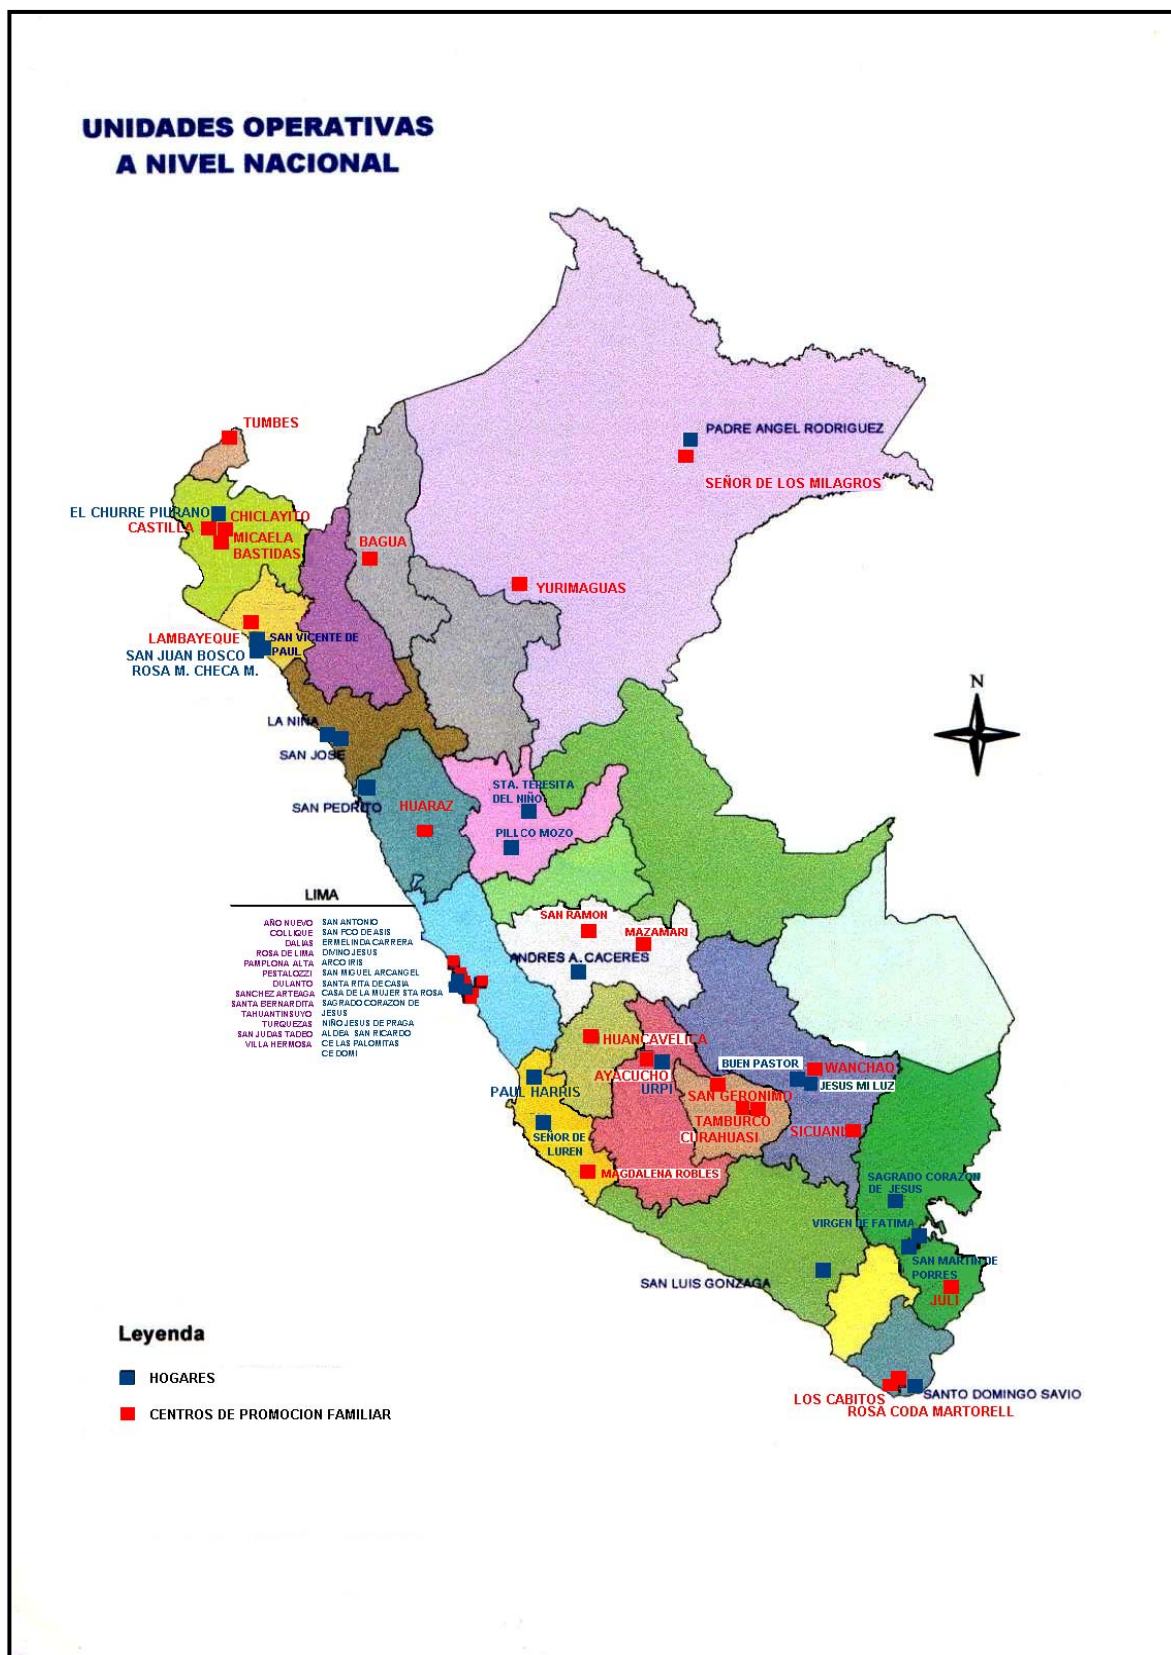 UNIDADES OPERATIVAS
A NIVEL NACIONAL
TUMBES
PADRE ANGEL RODRIGUEZ
SEÑOR DE LOS MILAGROS
EL CHURRE PIURANO
CHICLAYITO
CASTILLA
MICAELA
BASTIDAS
BAGUA
YURIMAGUAS
LAMBAYEQUE
SAN VICENTE DE
PAUL
SAN JUAN BOSCO
ROSA M. CHECA M.
N
LA NIÑA
SAN JOSE
SAN PEDRITO
HUARAZ
STA. TERESITA
DEL NIÑO
PILLCO MOZO
LIMA
AÑO NUEVO SAN ANTONIO
COLLIQUE SAN FCO DE ASIS
DALIAS ERMELINDA CARRERA
ROSA DE LIMA DIVINO JESUS
PAMPLONA ALTA ARCO IRIS
PESTALOZZI SAN MIGUEL ARCANGEL
DULANTO SANTA RITA DE CASIA
SANCHEZ ARTEAGA CASA DE LA MUJER STA ROSA
SANTA BERNARDITA SAGRADO CORAZON DE
TAHUANTINSUYO JESUS
TURQUEZAS NIÑO JESUS DE PRAGA
SAN JUDAS TADEO ALDEA SAN RICARDO
VILLA HERMOSA CE LAS PALOMITAS
CE DOMI
SAN RAMON
MAZAMARI
ANDRES A. CACERES
HUANCAVELICA
AYACUCHO
URPI
BUEN PASTOR
WANCHAQ
JESUS MI LUZ
PAUL HARRIS
SAN GERONIMO
TAMBURCO
CURAHUASI
SICUANI
SEÑOR DE
LUREN
MAGDALENA ROBLES
SAGRADO CORAZON
DE JESUS
VIRGEN DE FATIMA
SAN MARTIN DE
PORRES
JULI
SAN LUIS GONZAGA
Leyenda
HOGARES
CENTROS DE PROMOCION FAMILIAR
LOS CABITOS
SANTO DOMINGO SAVIO
ROSA CODA MARTORELL